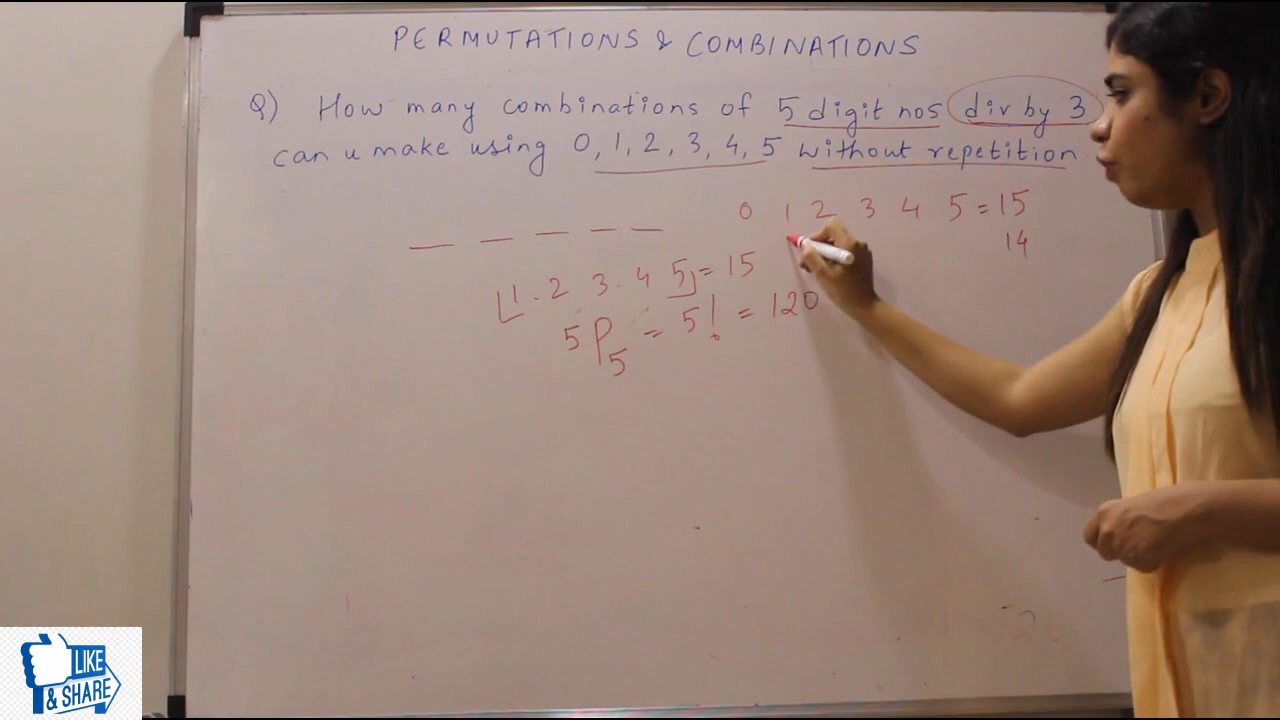 PERMUTATIONS & COMBINATIONS
Q) How many combinations of 5 digit nos div by 3
can u make using 0, 1, 2, 3, 4, 5 without repetition
0 1 2 3 4 5 = 15
14
_ _ _ _ _
1 . 2 3 . 4 5 = 15
5P5 = 5! = 120
LIKE
& SHARE